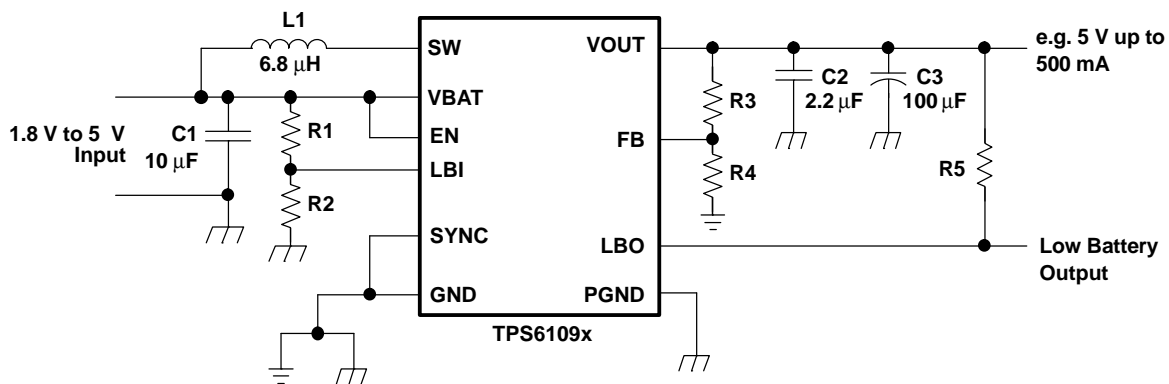 L1
6.8 μH
SW
VBAT
EN
LBI
SYNC
GND
VOUT
FB
LBO
PGND
TPS6109x
1.8 V to 5 V
Input
C1
10 μF
R1
R2
R3
R4
C2
2.2 μF
C3
100 μF
R5
e.g. 5 V up to
500 mA
Low Battery
Output